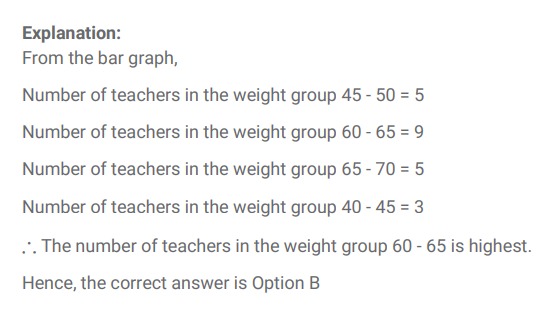 Explanation:
From the bar graph,
Number of teachers in the weight group 45 - 50 = 5
Number of teachers in the weight group 60 - 65 = 9
Number of teachers in the weight group 65 - 70 = 5
Number of teachers in the weight group 40 - 45 = 3
∴ The number of teachers in the weight group 60 - 65 is highest.
Hence, the correct answer is Option B